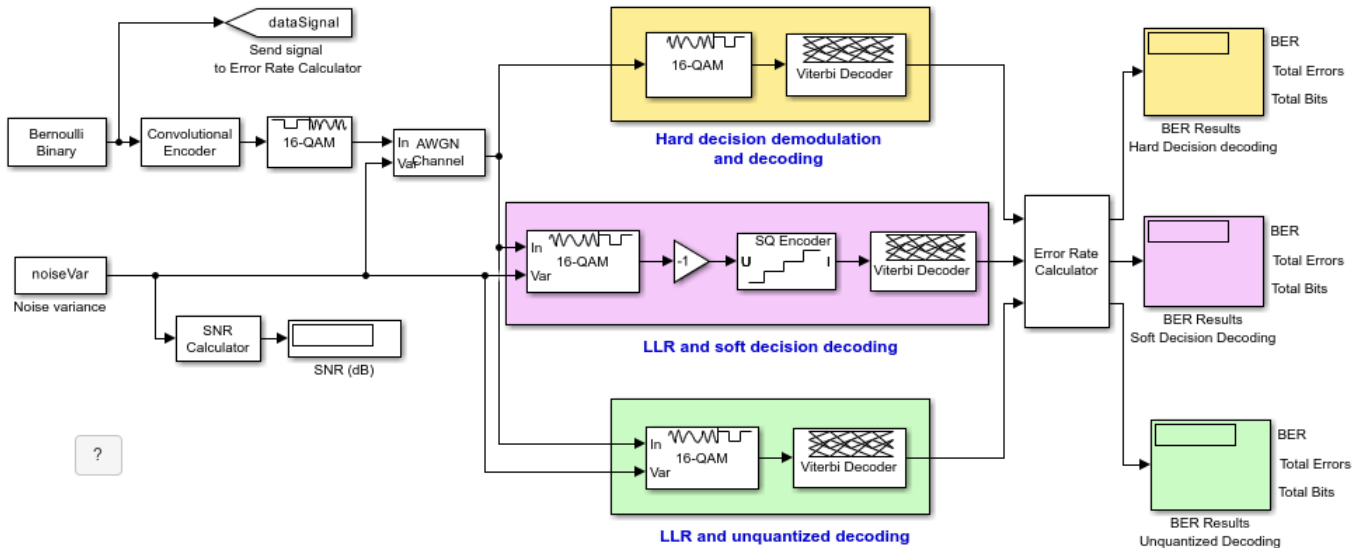 dataSignal
Send signal
to Error Rate Calculator
Bernoulli
Binary
Convolutional
Encoder
16-QAM
In
Var
AWGN
Channel
noiseVar
Noise variance
SNR
Calculator
SNR (dB)
?
16-QAM
Viterbi Decoder
Hard decision demodulation
and decoding
In
Var
16-QAM
-1
SQ Encoder
U
I
Viterbi Decoder
LLR and soft decision decoding
In
Var
16-QAM
Viterbi Decoder
LLR and unquantized decoding
Error Rate
Calculator
BER
Total Errors
Total Bits
BER Results
Hard Decision decoding
BER
Total Errors
Total Bits
BER Results
Soft Decision Decoding
BER
Total Errors
Total Bits
BER Results
Unquantized Decoding